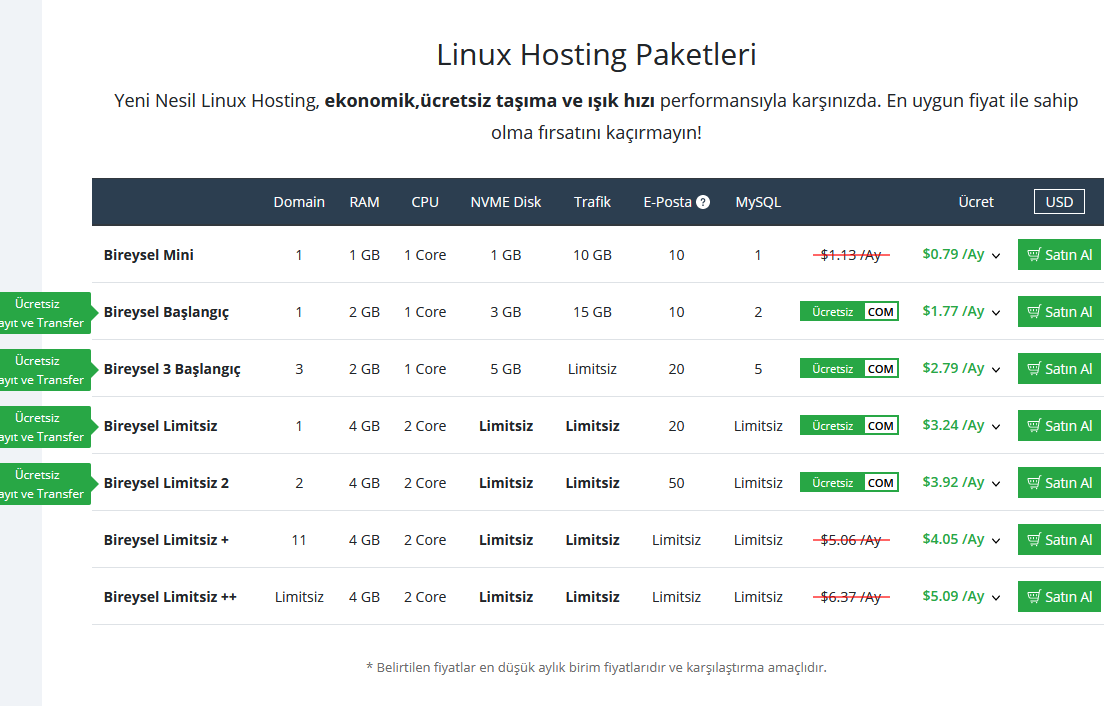 Linux Hosting Paketleri
Yeni Nesil Linux Hosting, ekonomik,ücretsiz taşıma ve ışık hızı performansıyla karşınızda. En uygun fiyat ile sahip
olma fırsatını kaçırmayın!
Domain RAM CPU NVME Disk Trafik E-Posta ? MySQL Ücret USD
Bireysel Mini 1 1 GB 1 Core 1 GB 10 GB 10 1 $1.13 /Ay $0.79 /Ay Satın Al
Ücretsiz
ayıt ve Transfer
Bireysel Başlangıç 1 2 GB 1 Core 3 GB 15 GB 10 2 Ücretsiz COM $1.77 /Ay Satın Al
Ücretsiz
ayıt ve Transfer
Bireysel 3 Başlangıç 3 2 GB 1 Core 5 GB Limitsiz 20 5 Ücretsiz COM $2.79 /Ay Satın Al
Ücretsiz
ayıt ve Transfer
Bireysel Limitsiz 1 4 GB 2 Core Limitsiz Limitsiz 20 Limitsiz Ücretsiz COM $3.24 /Ay Satın Al
Ücretsiz
ayıt ve Transfer
Bireysel Limitsiz 2 2 4 GB 2 Core Limitsiz Limitsiz 50 Limitsiz Ücretsiz COM $3.92 /Ay Satın Al
Bireysel Limitsiz + 11 4 GB 2 Core Limitsiz Limitsiz Limitsiz Limitsiz $5.06 /Ay $4.05 /Ay Satın Al
Bireysel Limitsiz ++ Limitsiz 4 GB 2 Core Limitsiz Limitsiz Limitsiz Limitsiz $6.37 /Ay $5.09 /Ay Satın Al
* Belirtilen fiyatlar en düşük aylık birim fiyatlarıdır ve karşılaştırma amaçlıdır.